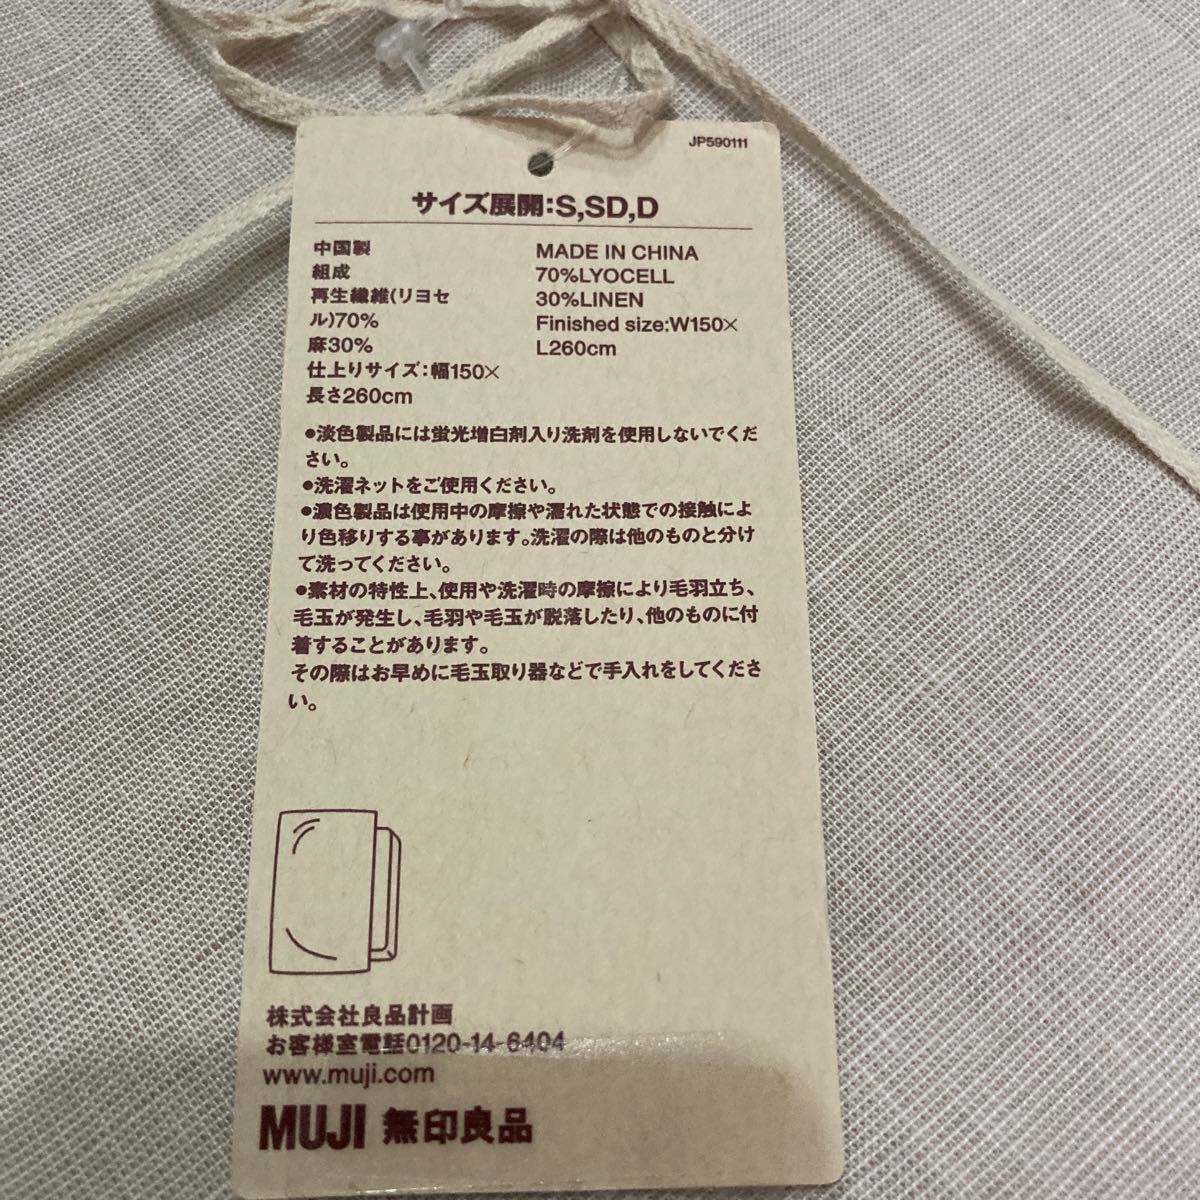 JP590111
サイズ展開:S,SD,D
中国製
組成
再生繊維(リヨセ
ル)70%
麻30%
仕上りサイズ:幅150×
長さ260cm
MADE IN CHINA
70%LYOCELL
30%LINEN
Finished size:W150×
L260cm
●淡色製品には蛍光増白剤入り洗剤を使用しないでくだ
さい。
●洗濯ネットをご使用ください。
●濃色製品は使用中の摩擦や濡れた状態での接触によ
り色移りする事があります。洗濯の際は他のものと分け
て洗ってください。
●素材の特性上、使用や洗濯時の摩擦により毛羽立ち、
毛玉が発生し、毛羽や毛玉が脱落したり、他のものに付
着することがあります。
その際はお早めに毛玉取り器などで手入れをしてくださ
い。
株式会社良品計画
お客様室電話0120-14-6404
www.muji.com
MUJI 無印良品